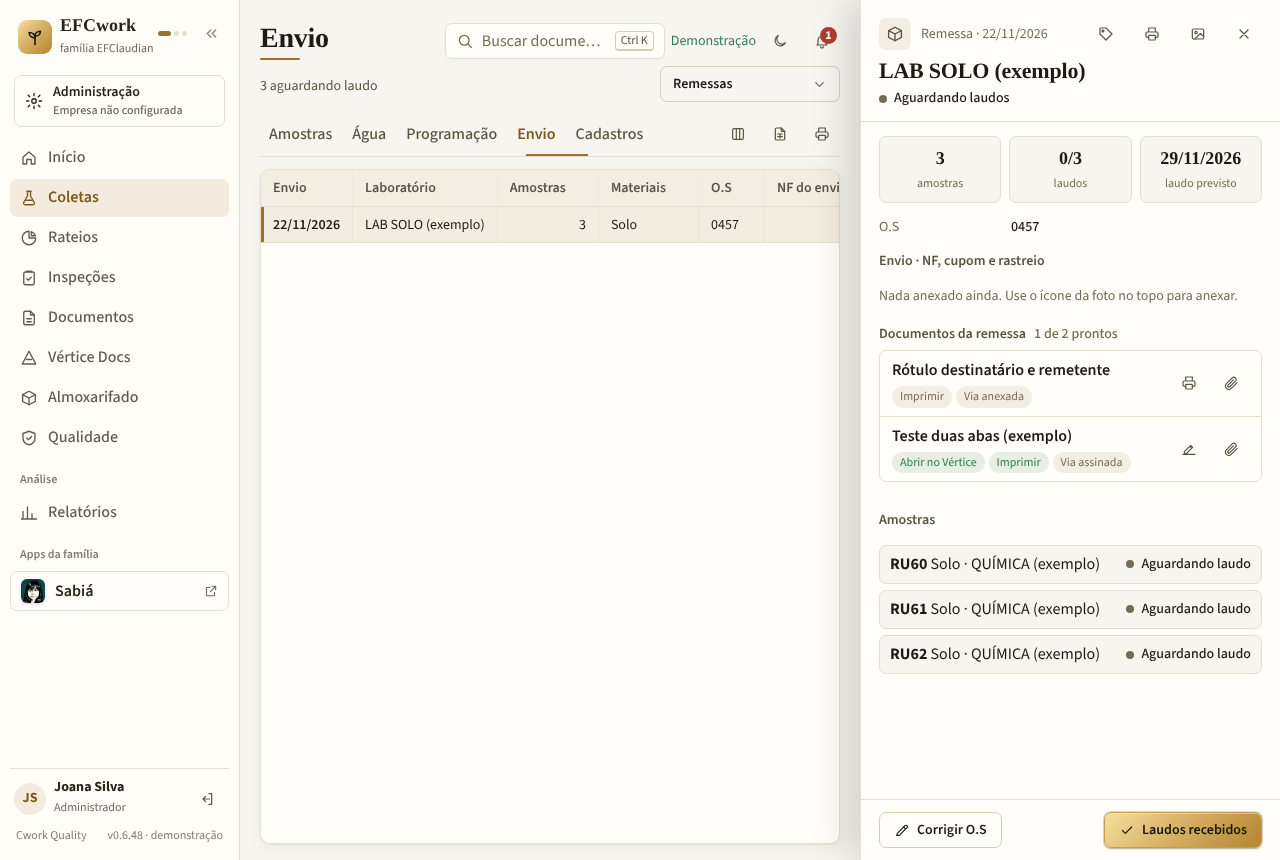 EFCwork
família EFClaudian
Administração
Empresa não configurada
Início
Coletas
Rateios
Inspeções
Documentos
Vértice Docs
Almoxarifado
Qualidade
Análise
Relatórios
Apps da família
Sabiá
JS
Joana Silva
Administrador
Cwork Quality
v0.6.48 · demonstração
Envio
Buscar docume…
Ctrl K
Demonstração
1
3 aguardando laudo
Remessas
Amostras
Água
Programação
Envio
Cadastros
Envio Laboratório Amostras Materiais O.S NF do envi
22/11/2026 LAB SOLO (exemplo) 3 Solo 0457
Remessa · 22/11/2026
LAB SOLO (exemplo)
Aguardando laudos
3
amostras
0/3
laudos
29/11/2026
laudo previsto
O.S 0457
Envio · NF, cupom e rastreio
Nada anexado ainda. Use o ícone da foto no topo para anexar.
Documentos da remessa 1 de 2 prontos
Rótulo destinatário e remetente
Imprimir Via anexada
Teste duas abas (exemplo)
Abrir no Vértice Imprimir Via assinada
Amostras
RU60 Solo · QUÍMICA (exemplo) Aguardando laudo
RU61 Solo · QUÍMICA (exemplo) Aguardando laudo
RU62 Solo · QUÍMICA (exemplo) Aguardando laudo
Corrigir O.S
Laudos recebidos